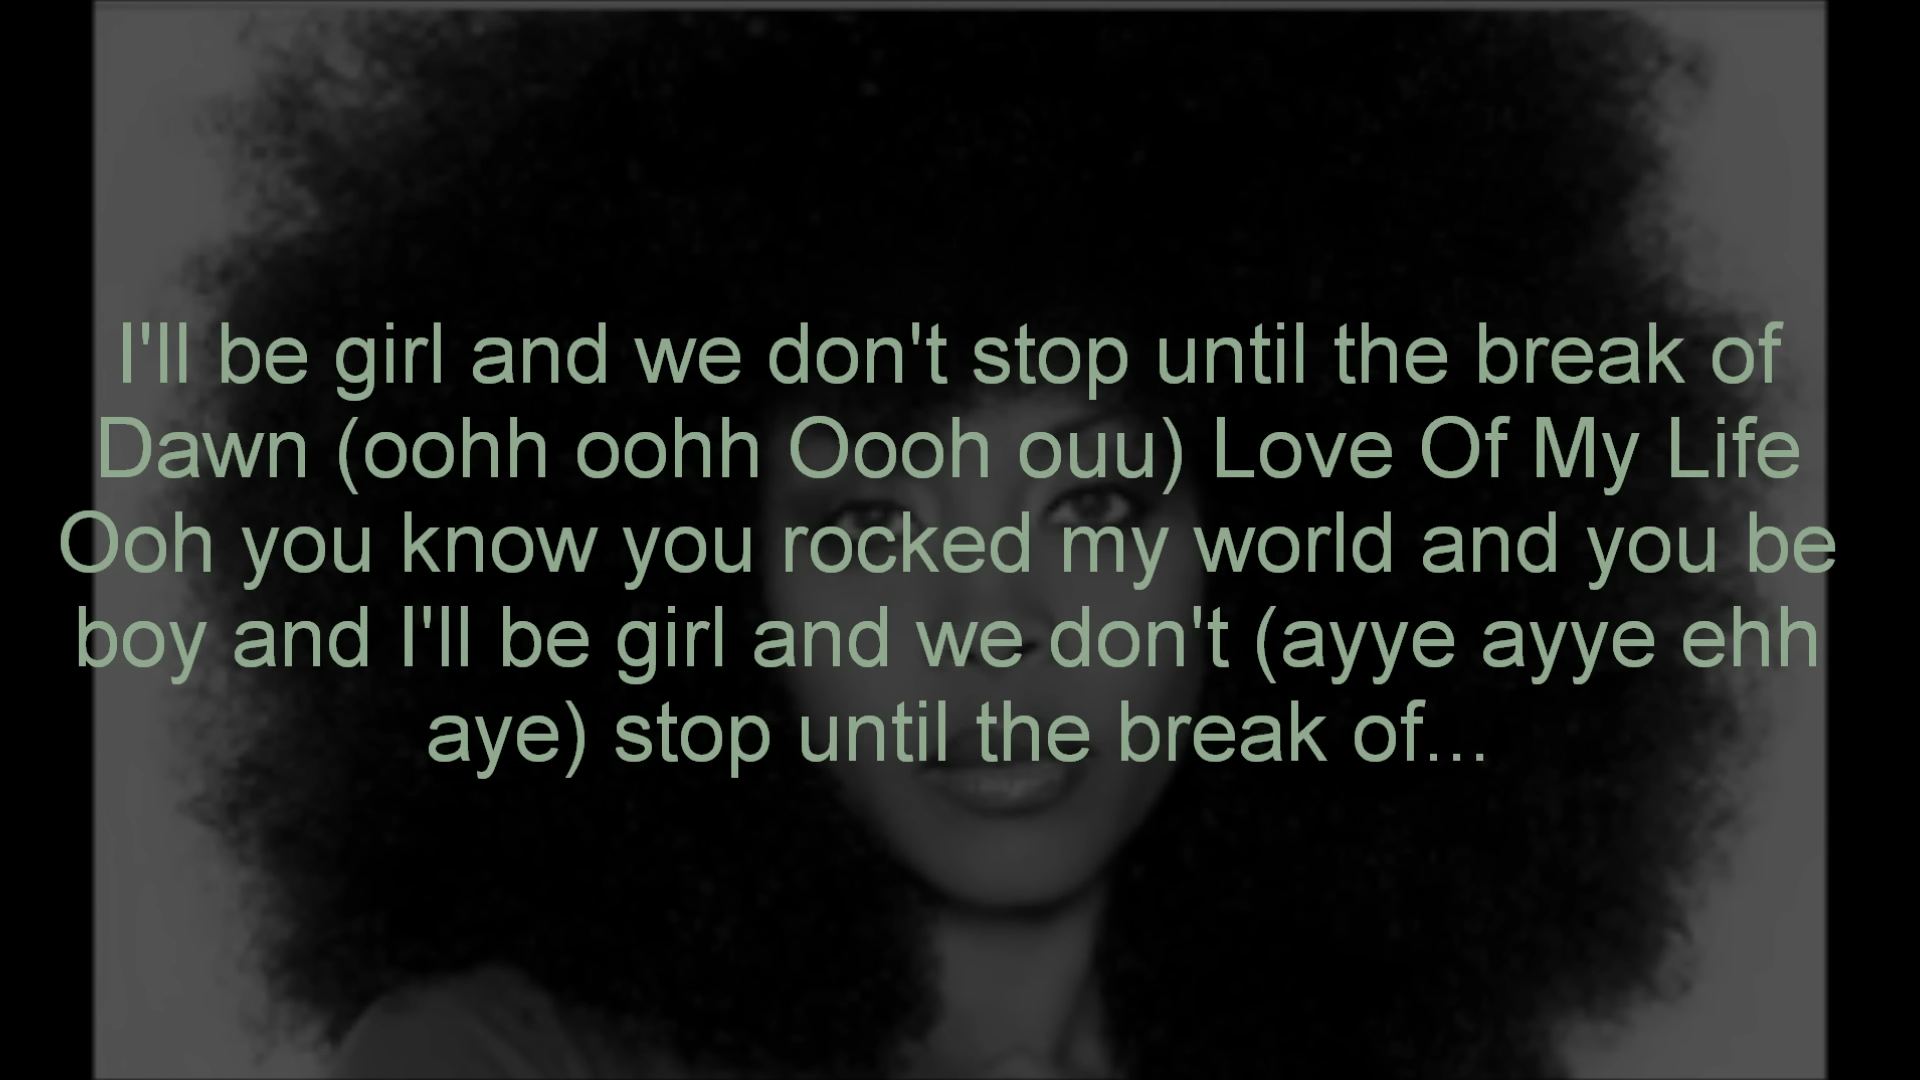 I'll be girl and we don't stop until the break of
Dawn (oohh oohh Oooh ouu) Love Of My Life
Ooh you know you rocked my world and you be
boy and I'll be girl and we don't (ayye ayye ehh
aye) stop until the break of...